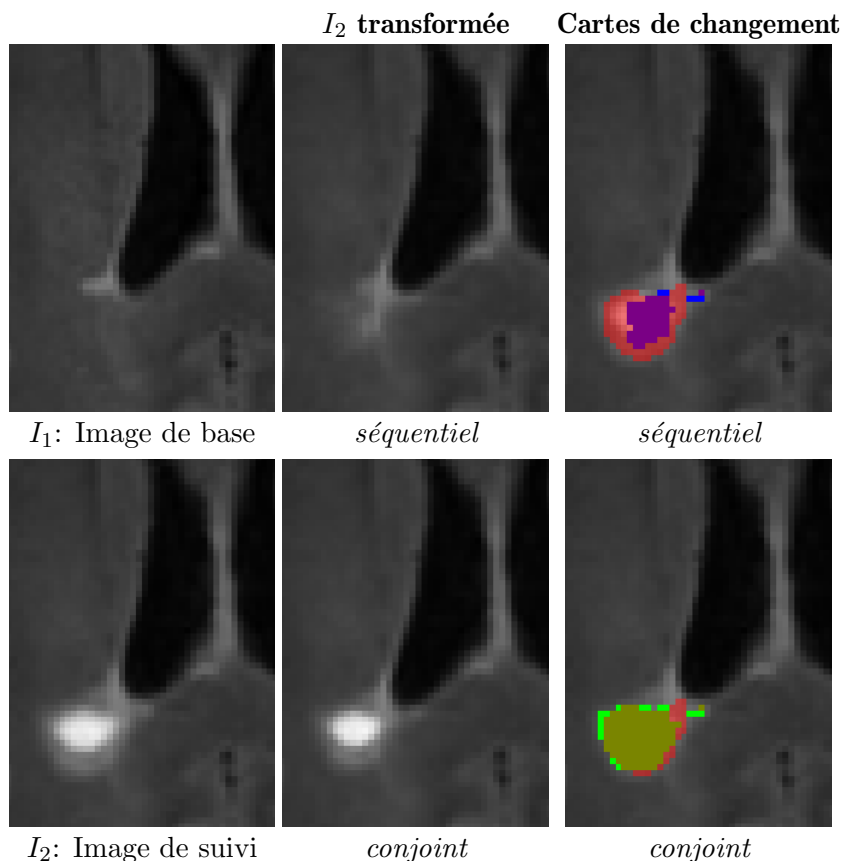 I₂ transformée Cartes de changement
I₁: Image de base séquentiel séquentiel
I₂: Image de suivi conjoint conjoint